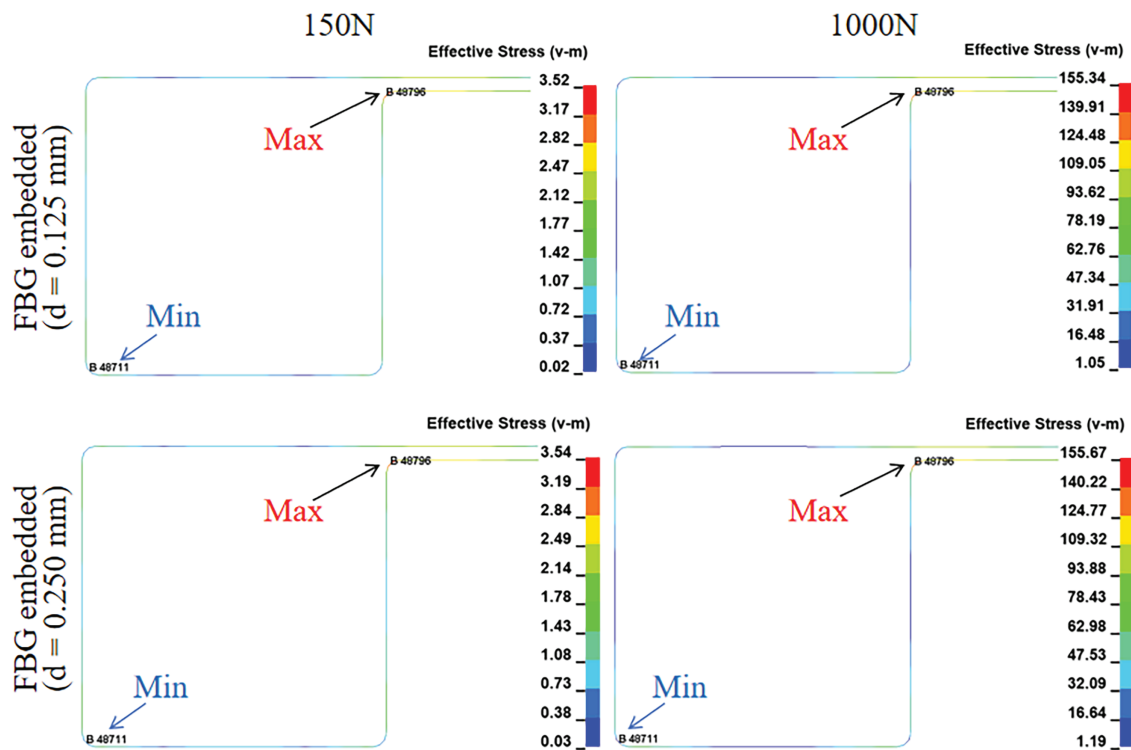 150N
1000N
FBG embedded
(d = 0.125 mm)
Effective Stress (v-m)
3.52
3.17
2.82
2.47
2.12
1.77
1.42
1.07
0.72
0.37
0.02
B 48796
Max
Min
B 48711
Effective Stress (v-m)
155.34
139.91
124.48
109.05
93.62
78.19
62.76
47.34
31.91
16.48
1.05
B 48796
Max
Min
B 48711
FBG embedded
(d = 0.250 mm)
Effective Stress (v-m)
3.54
3.19
2.84
2.49
2.14
1.78
1.43
1.08
0.73
0.38
0.03
B 48796
Max
Min
B 48711
Effective Stress (v-m)
155.67
140.22
124.77
109.32
93.88
78.43
62.98
47.53
32.09
16.64
1.19
B 48796
Max
Min
B 48711